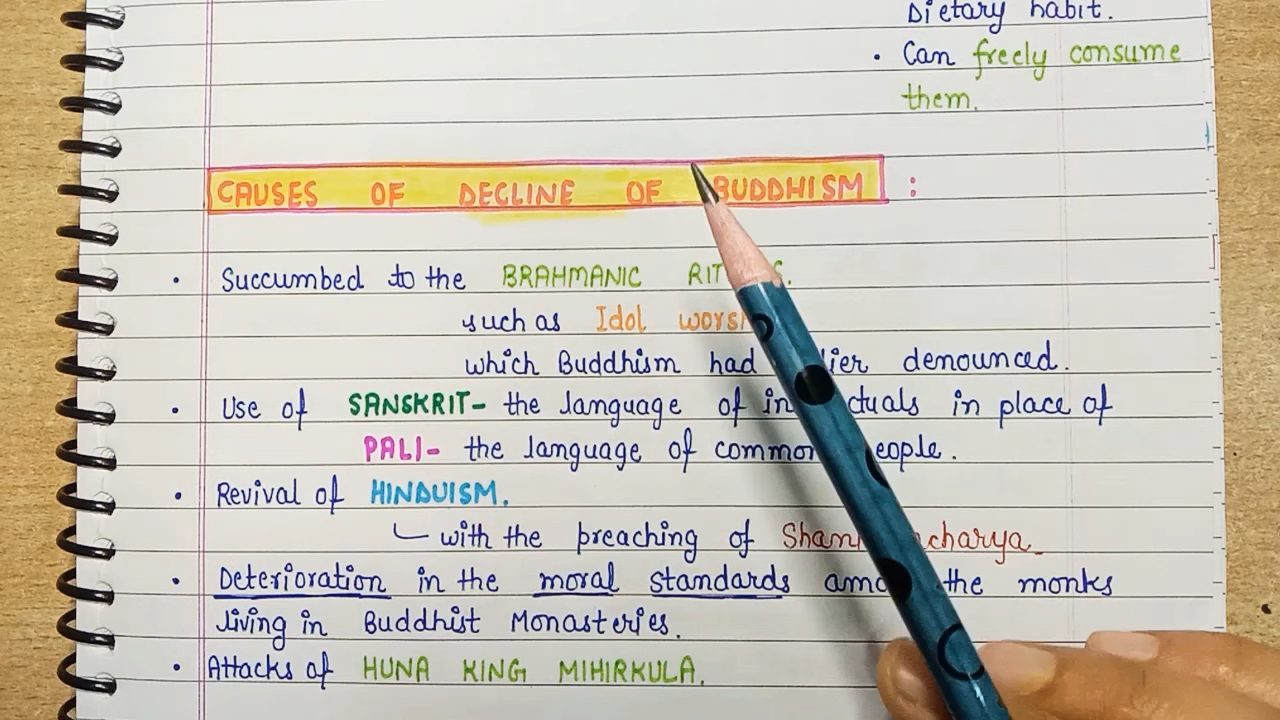 Dietary habit.
• Can freely consume
them.
CAUSES OF DECLINE OF BUDDHISM :
• Succumbed to the BRAHMANIC
such as Idol
which Buddhism had denounced.
• Use of SANSKRIT- the language of in place of
PALI- the language of common people.
• Revival of HINDUISM.
with the preaching of
• Deterioration in the moral standards the monks
living in Buddhist Monasteries.
• Attacks of HUNA KING MIHIRKULA.